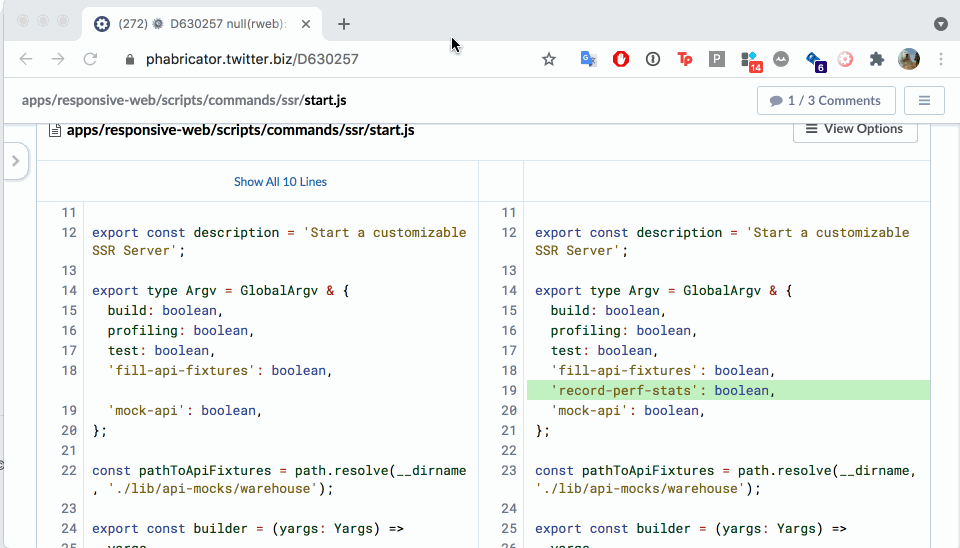 (272) D630257 null(rweb):
phabricator.twitter.biz/D630257
Tp
P
14
6
apps/responsive-web/scripts/commands/ssr/start.js
1 / 3 Comments
apps/responsive-web/scripts/commands/ssr/start.js
View Options
Show All 10 Lines
11
12 export const description = 'Start a customizable
SSR Server';
13
14 export type Argv = GlobalArgv & {
15 build: boolean,
16 profiling: boolean,
17 test: boolean,
18 'fill-api-fixtures': boolean,
19 'mock-api': boolean,
20 };
21
22 const pathToApiFixtures = path.resolve(__dirname
, './lib/api-mocks/warehouse');
23
24 export const builder = (yargs: Yargs) =>
25 yargs
11
12 export const description = 'Start a customizable
SSR Server';
13
14 export type Argv = GlobalArgv & {
15 build: boolean,
16 profiling: boolean,
17 test: boolean,
18 'fill-api-fixtures': boolean,
19 'record-perf-stats': boolean,
20 'mock-api': boolean,
21 };
22
23 const pathToApiFixtures = path.resolve(__dirname,
'./lib/api-mocks/warehouse');
24
25 export const builder = (yargs: Yargs) =>
26 yargs